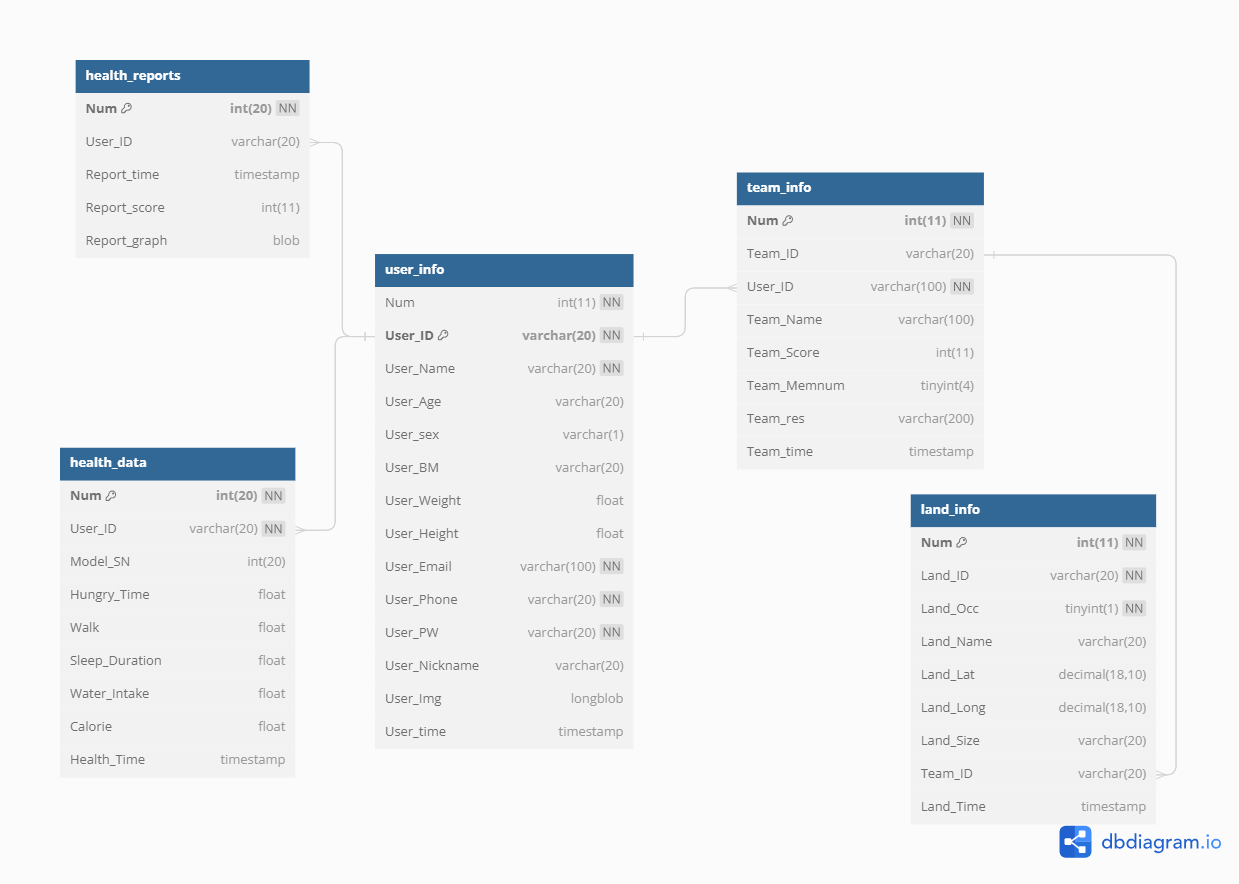 health_reports
Num int(20) NN
User_ID varchar(20)
Report_time timestamp
Report_score int(11)
Report_graph blob
user_info
Num int(11) NN
User_ID varchar(20) NN
User_Name varchar(20) NN
User_Age varchar(20)
User_sex varchar(1)
User_BM varchar(20)
User_Weight float
User_Height float
User_Email varchar(100) NN
User_Phone varchar(20) NN
User_PW varchar(20) NN
User_Nickname varchar(20)
User_Img longblob
User_time timestamp
health_data
Num int(20) NN
User_ID varchar(20) NN
Model_SN int(20)
Hungry_Time float
Walk float
Sleep_Duration float
Water_Intake float
Calorie float
Health_Time timestamp
team_info
Num int(11) NN
Team_ID varchar(20)
User_ID varchar(100) NN
Team_Name varchar(100)
Team_Score int(11)
Team_Memnum tinyint(4)
Team_res varchar(200)
Team_time timestamp
land_info
Num int(11) NN
Land_ID varchar(20) NN
Land_Occ tinyint(1) NN
Land_Name varchar(20)
Land_Lat decimal(18,10)
Land_Long decimal(18,10)
Land_Size varchar(20)
Team_ID varchar(20)
Land_Time timestamp
dbdiagram.io